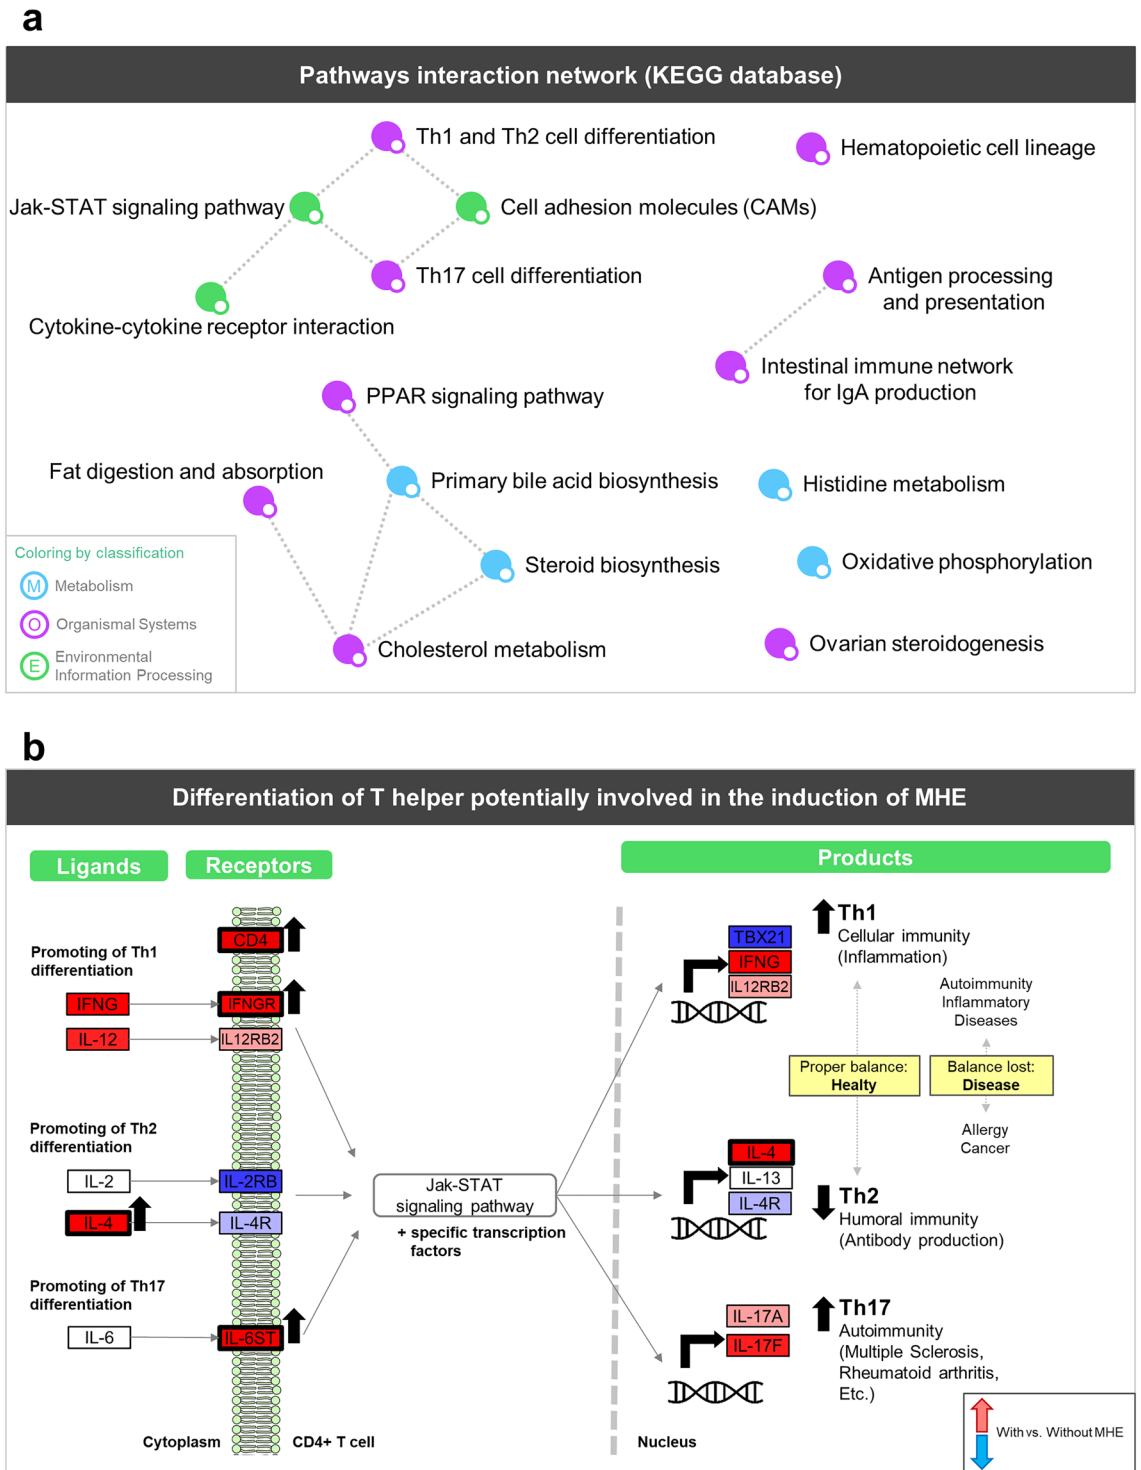 a
Pathways interaction network (KEGG database)
Th1 and Th2 cell differentiation
Hematopoietic cell lineage
Jak-STAT signaling pathway
Cell adhesion molecules (CAMs)
Th17 cell differentiation
Antigen processing
and presentation
Cytokine-cytokine receptor interaction
Intestinal immune network
for IgA production
PPAR signaling pathway
Fat digestion and absorption
Primary bile acid biosynthesis
Histidine metabolism
Steroid biosynthesis
Oxidative phosphorylation
Cholesterol metabolism
Ovarian steroidogenesis
Coloring by classification
M Metabolism
O Organismal Systems
E Environmental
Information Processing
b
Differentiation of T helper potentially involved in the induction of MHE
Ligands
Receptors
Products
Promoting of Th1
differentiation
CD4
IFNG
IFNGR
IL-12
IL12RB2
Promoting of Th2
differentiation
IL-2
IL-2RB
IL-4
IL-4R
Promoting of Th17
differentiation
IL-6
IL-6ST
Cytoplasm
CD4+ T cell
Jak-STAT
signaling pathway
+ specific transcription
factors
Nucleus
TBX21
IFNG
IL12RB2
Th1
Cellular immunity
(Inflammation)
Autoimmunity
Inflammatory
Diseases
Proper balance:
Healty
Balance lost:
Disease
Allergy
Cancer
IL-4
IL-13
IL-4R
Th2
Humoral immunity
(Antibody production)
IL-17A
IL-17F
Th17
Autoimmunity
(Multiple Sclerosis,
Rheumatoid arthritis,
Etc.)
With vs. Without MHE